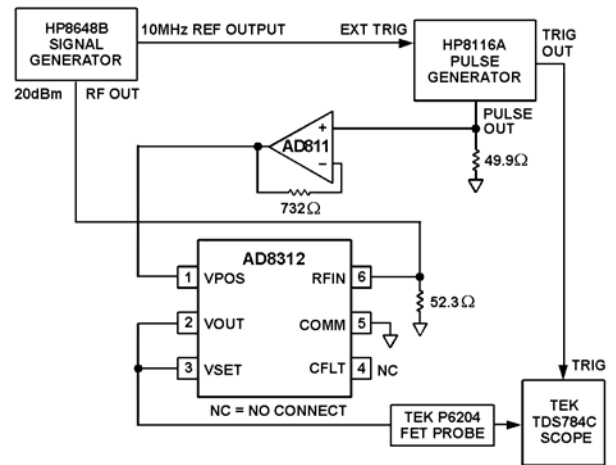 HP8648B
SIGNAL
GENERATOR
10MHz REF OUTPUT
EXT TRIG
HP8116A
PULSE
GENERATOR
TRIG
OUT
20dBm
RF OUT
PULSE
OUT
+
AD811
–
49.9Ω
732Ω
AD8312
1 VPOS
RFIN 6
2 VOUT
COMM 5
3 VSET
CFLT 4
NC
52.3Ω
NC = NO CONNECT
TRIG
TEK P6204
FET PROBE
TEK
TDS784C
SCOPE